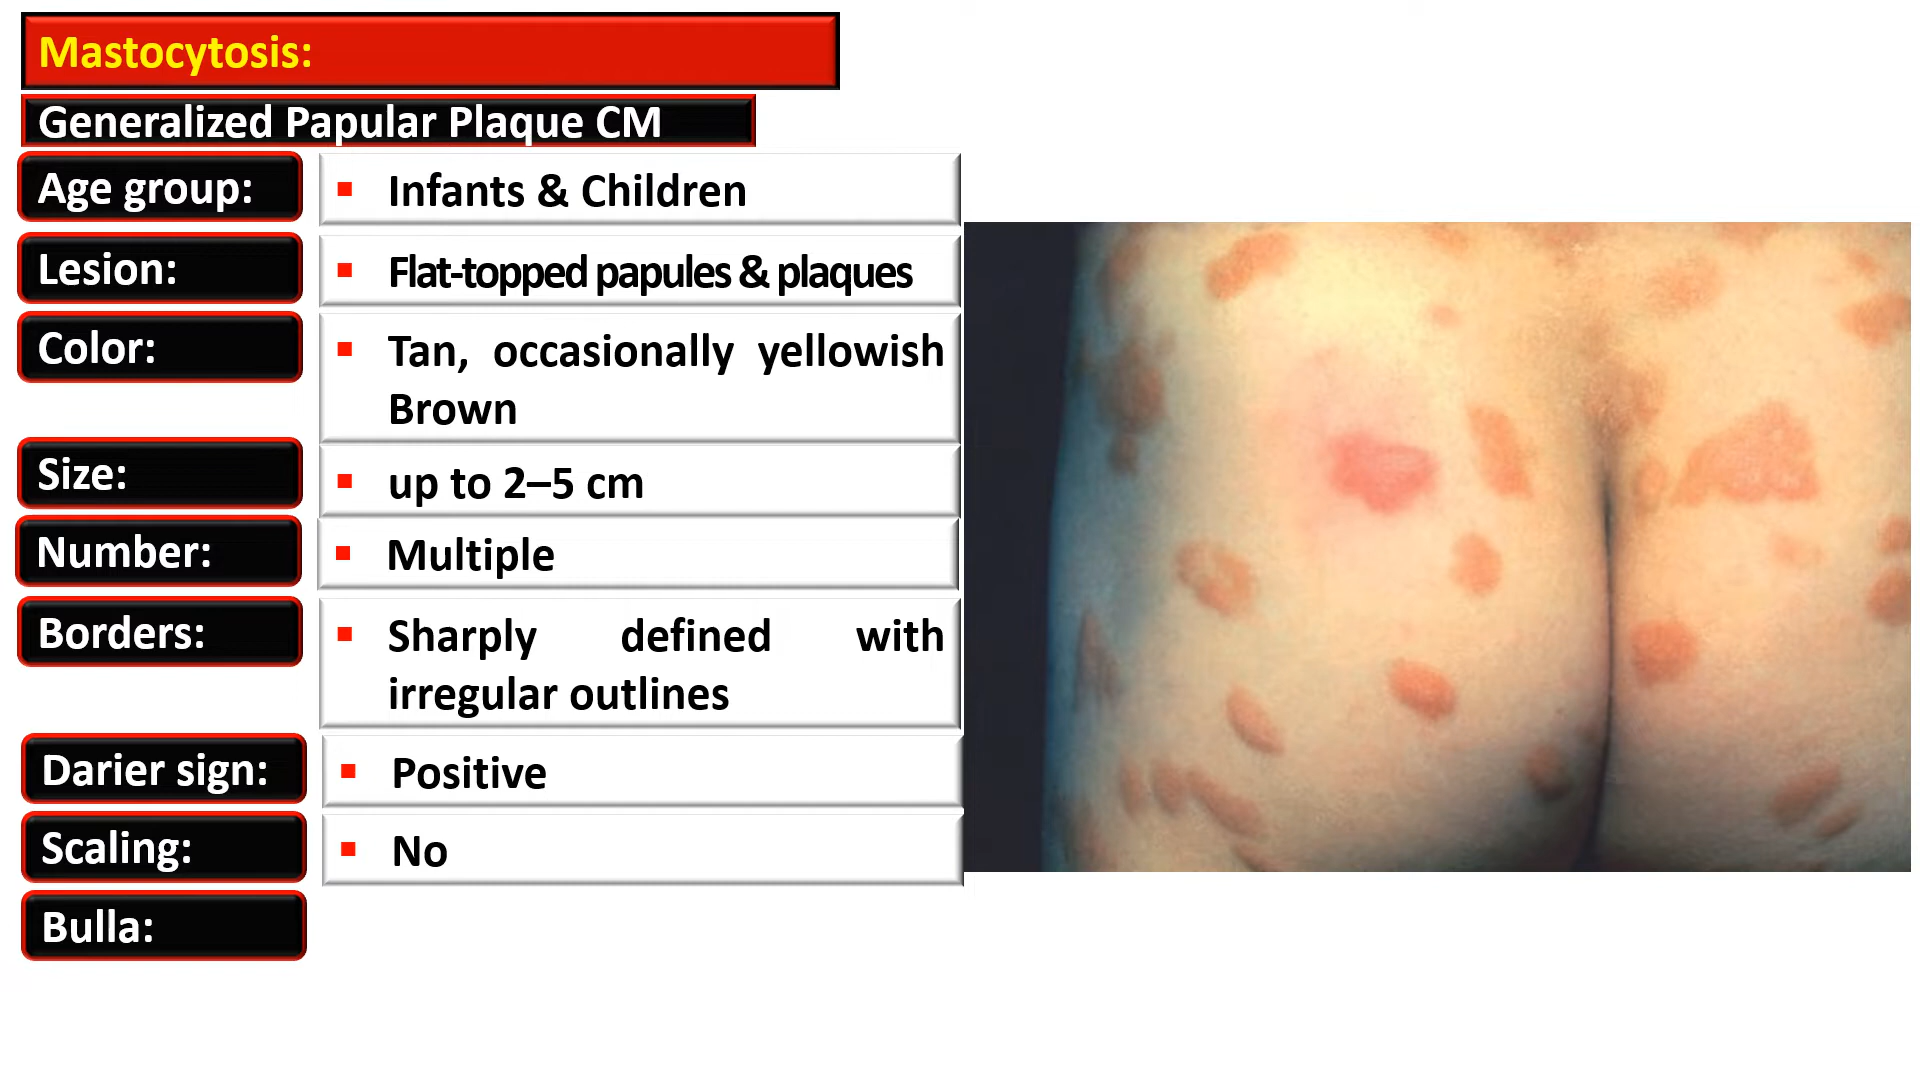 Mastocytosis:
Generalized Papular Plaque CM
Age group:
▪ Infants & Children
Lesion:
▪ Flat-topped papules & plaques
Color:
▪ Tan, occasionally yellowish
Brown
Size:
▪ up to 2–5 cm
Number:
▪ Multiple
Borders:
▪ Sharply defined with
irregular outlines
Darier sign:
▪ Positive
Scaling:
▪ No
Bulla: